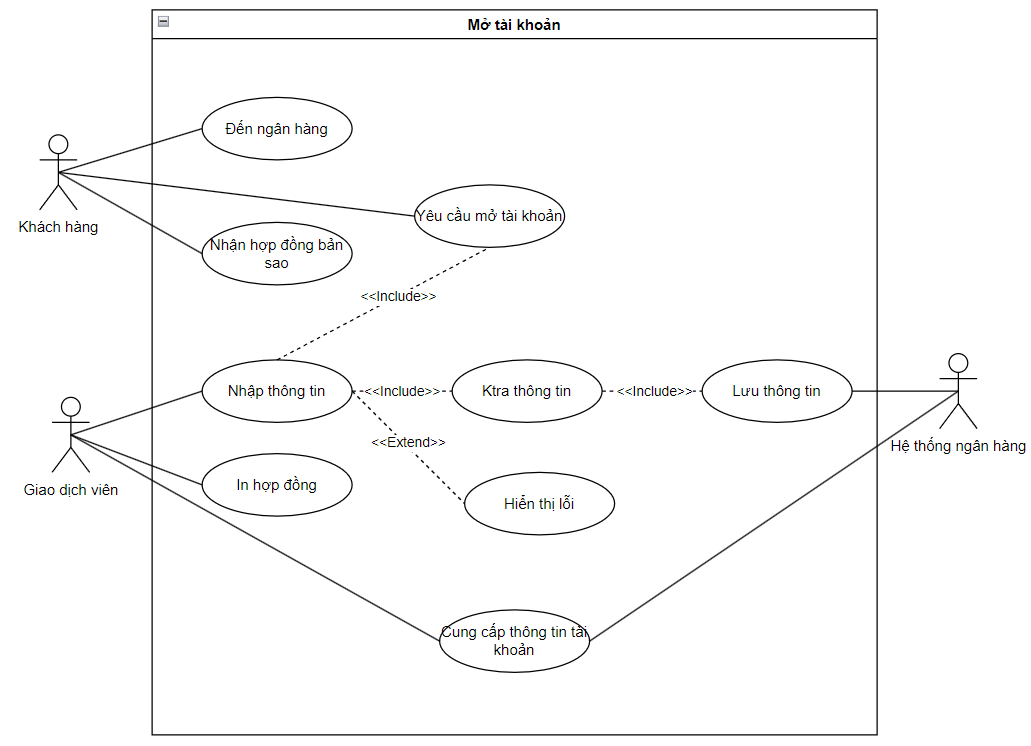 Mở tài khoản
Đến ngân hàng
Khách hàng
Yêu cầu mở tài khoản
Nhận hợp đồng bản
sao
<<Include>>
Nhập thông tin
<<Include>>
Ktra thông tin
<<Include>>
Lưu thông tin
Hệ thống ngân hàng
<<Extend>>
Giao dịch viên
In hợp đồng
Hiển thị lỗi
Cung cấp thông tin tài
khoản